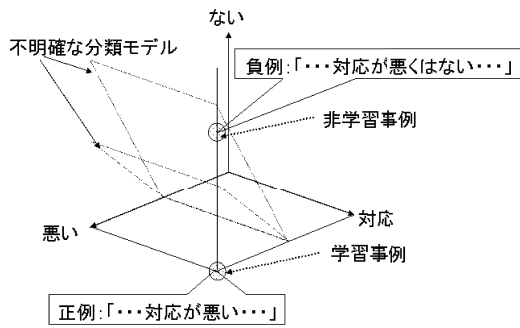 ない
不明確な分類モデル
負例：「・・・対応が悪くはない・・・」
非学習事例
悪い
対応
学習事例
正例：「・・・対応が悪い・・・」